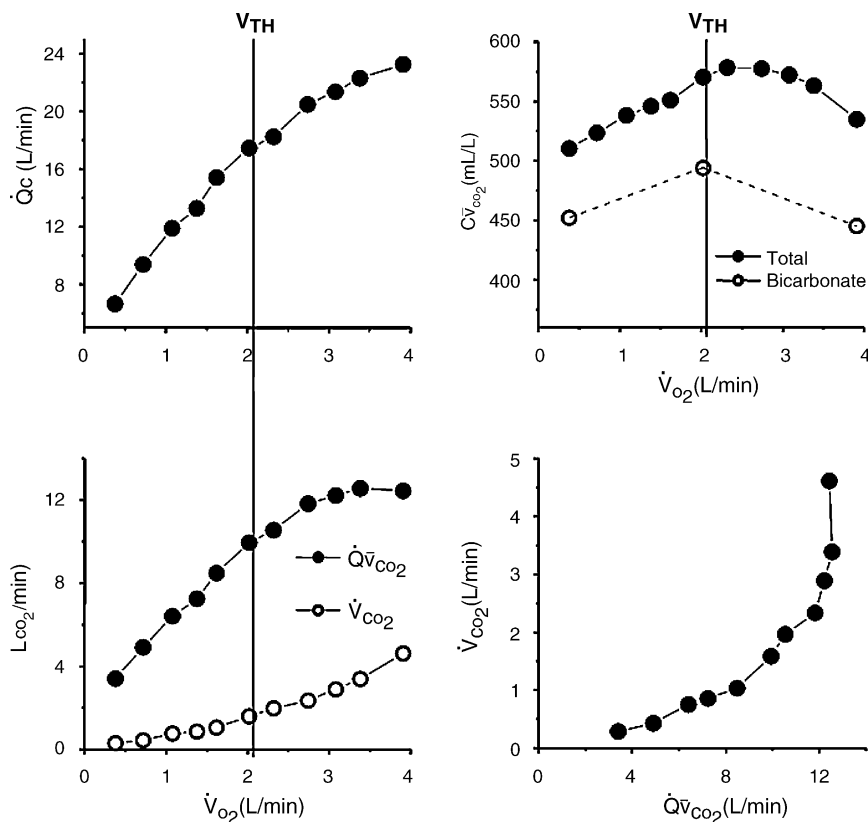 V_TH
24
20
16
12
8
Q̇c (L/min)
0 1 2 3 4
V_TH
600
550
500
450
400
Cv̄co₂(mL/L)
Total
Bicarbonate
0 1 2 3 4
V̇o₂(L/min)
12
8
4
0
Lco₂/min)
Q̇v̄co₂
V̇co₂
0 1 2 3 4
V̇o₂(L/min)
5
4
3
2
1
0
V̇co₂(L/min)
0 4 8 12
Q̇v̄co₂(L/min)